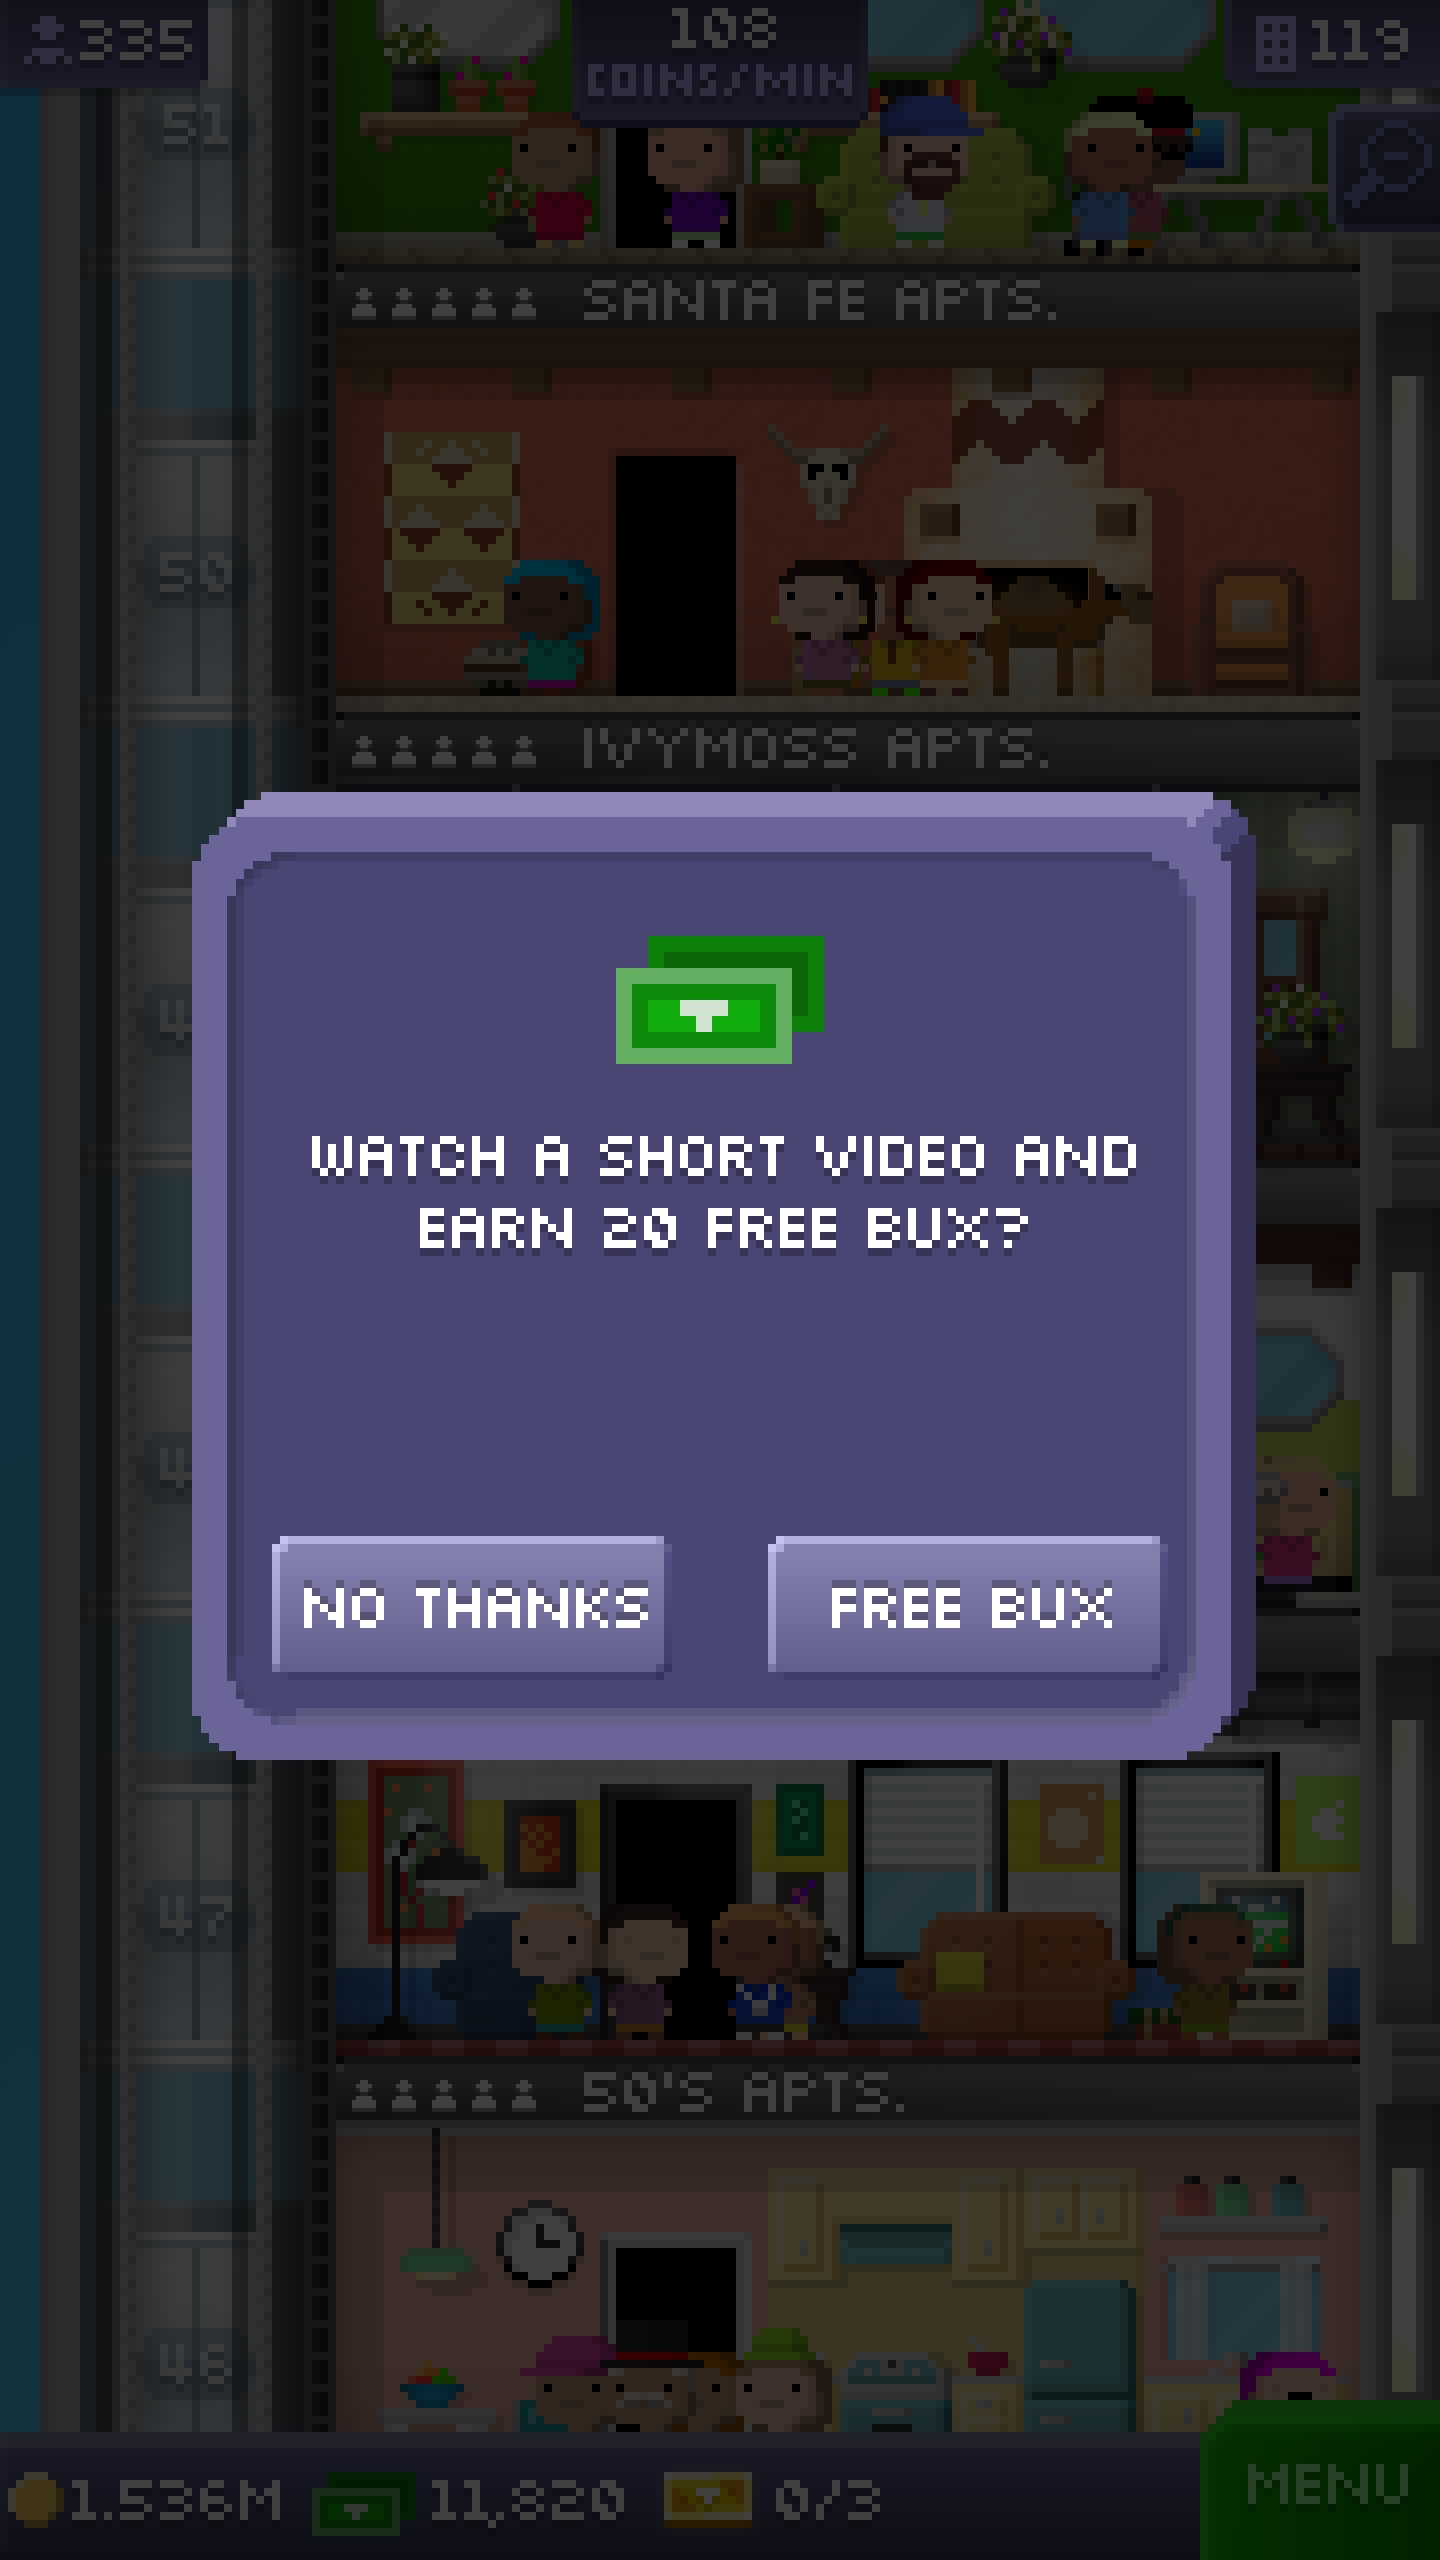 335
108
COINS/MIN
119
51
SANTA FE APTS.
50
IVYMOSS APTS.
WATCH A SHORT VIDEO AND
EARN 20 FREE BUX?
NO THANKS
FREE BUX
47
50'S APTS.
1.536M
11,820
0/3
MENU